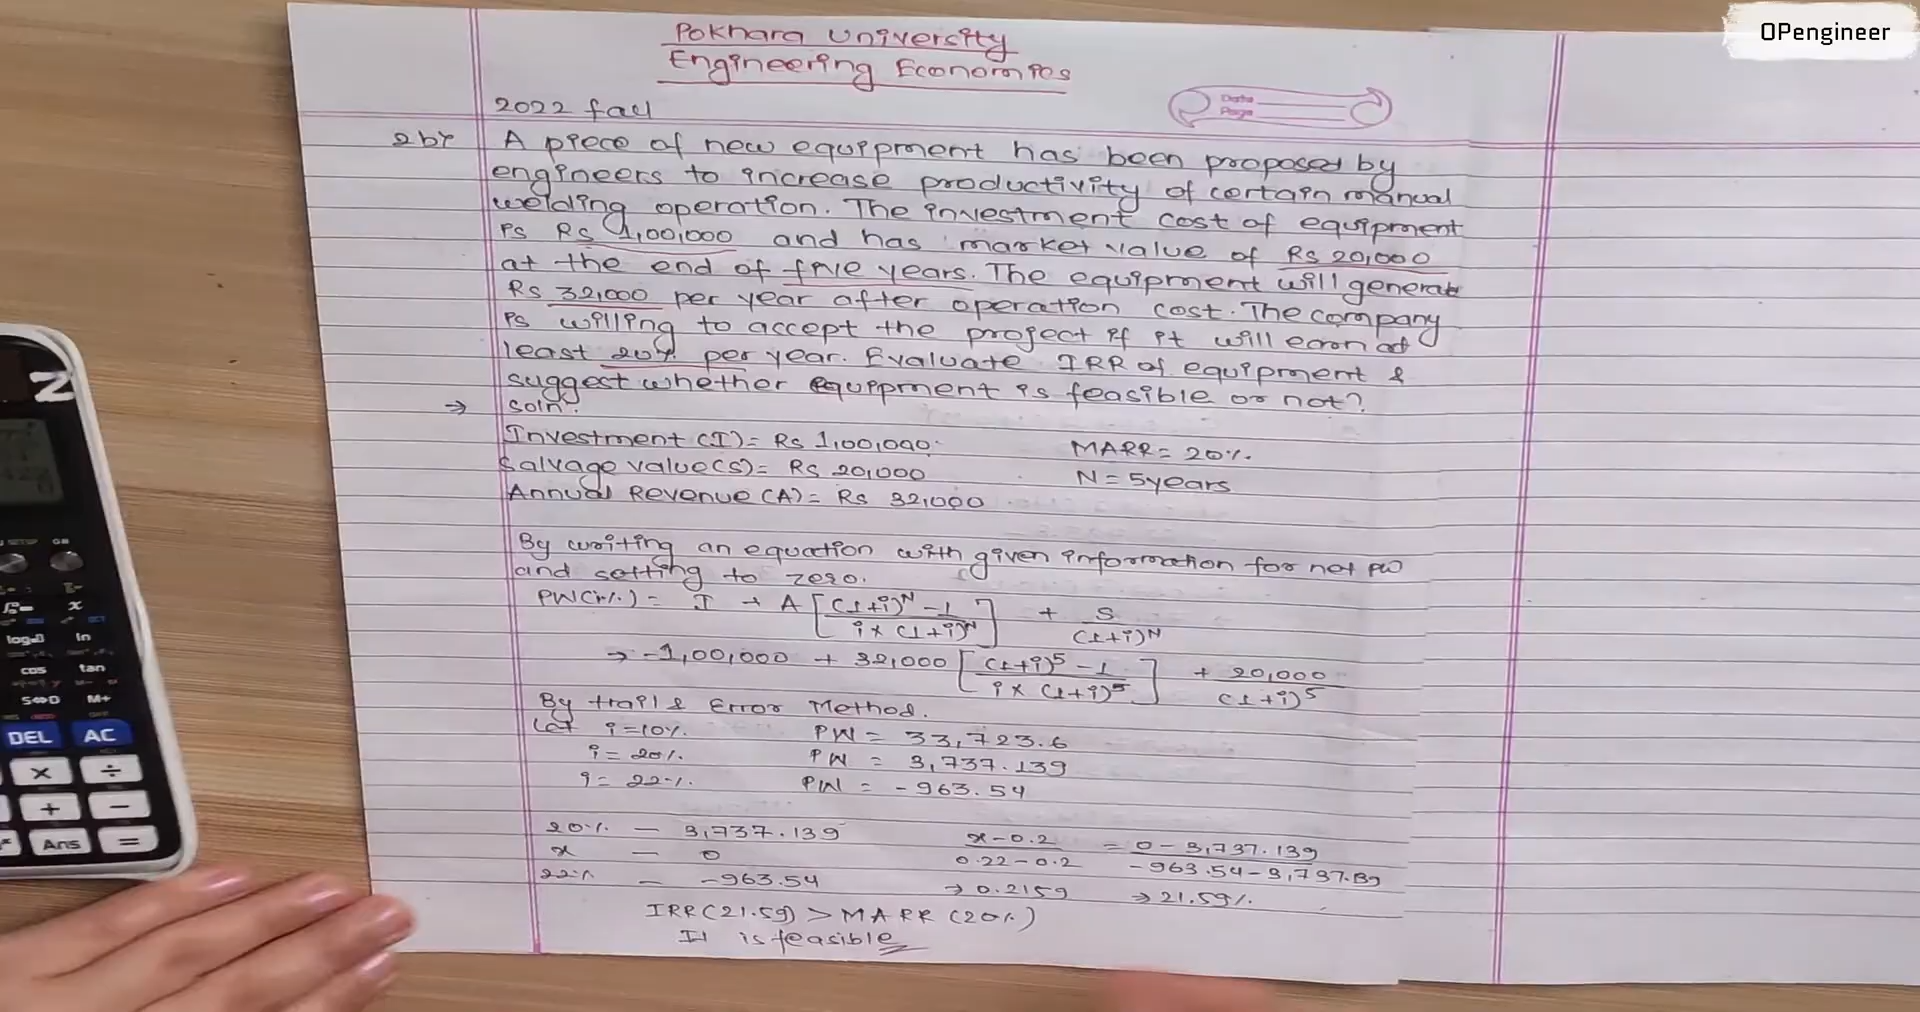 OPengineer
Pokhara University
Engineering Economics
2022 fall
2b) A piece of new equipment has been proposed by
engineers to increase productivity of certain manual
welding operation. The investment cost of equipment
is Rs 1,00,000 and has market value of Rs 20,000
at the end of five years. The equipment will generate
Rs 32,000 per year after operation cost. The company
is willing to accept the project if it will earn at
least 20% per year. Evaluate IRR of equipment &
suggest whether equipment is feasible or not?
→ soln:
Investment (I) = Rs 1,00,000 MARR = 20%
Salvage value(s) = Rs 20,000 N = 5years
Annual Revenue (A) = Rs 32,000
By writing an equation with given information for net pw
and setting to zero.
PW(i%) = I + A [(1+i)^N - 1 / i × (1+i)^N] + S / (1+i)^N
→ -1,00,000 + 32,000 [(1+i)^5 - 1 / i × (1+i)^5] + 20,000 / (1+i)^5
By trail & Error Method.
Let i = 10% PW = 33,723.6
i = 20% PW = 3,737.139
i = 22% PW = -963.54
20% — 3,737.139 x - 0.2 / 0.22 - 0.2 = 0 - 3,737.139 / -963.54 - 3,737.139
x — 0
22% — -963.54 → 0.2159 → 21.59%
IRR (21.59) > MARR (20%)
It is feasible
log Abs
x
ln
cos
tan
S⇔D
M+
DEL
AC
×
÷
+
−
Ans
=